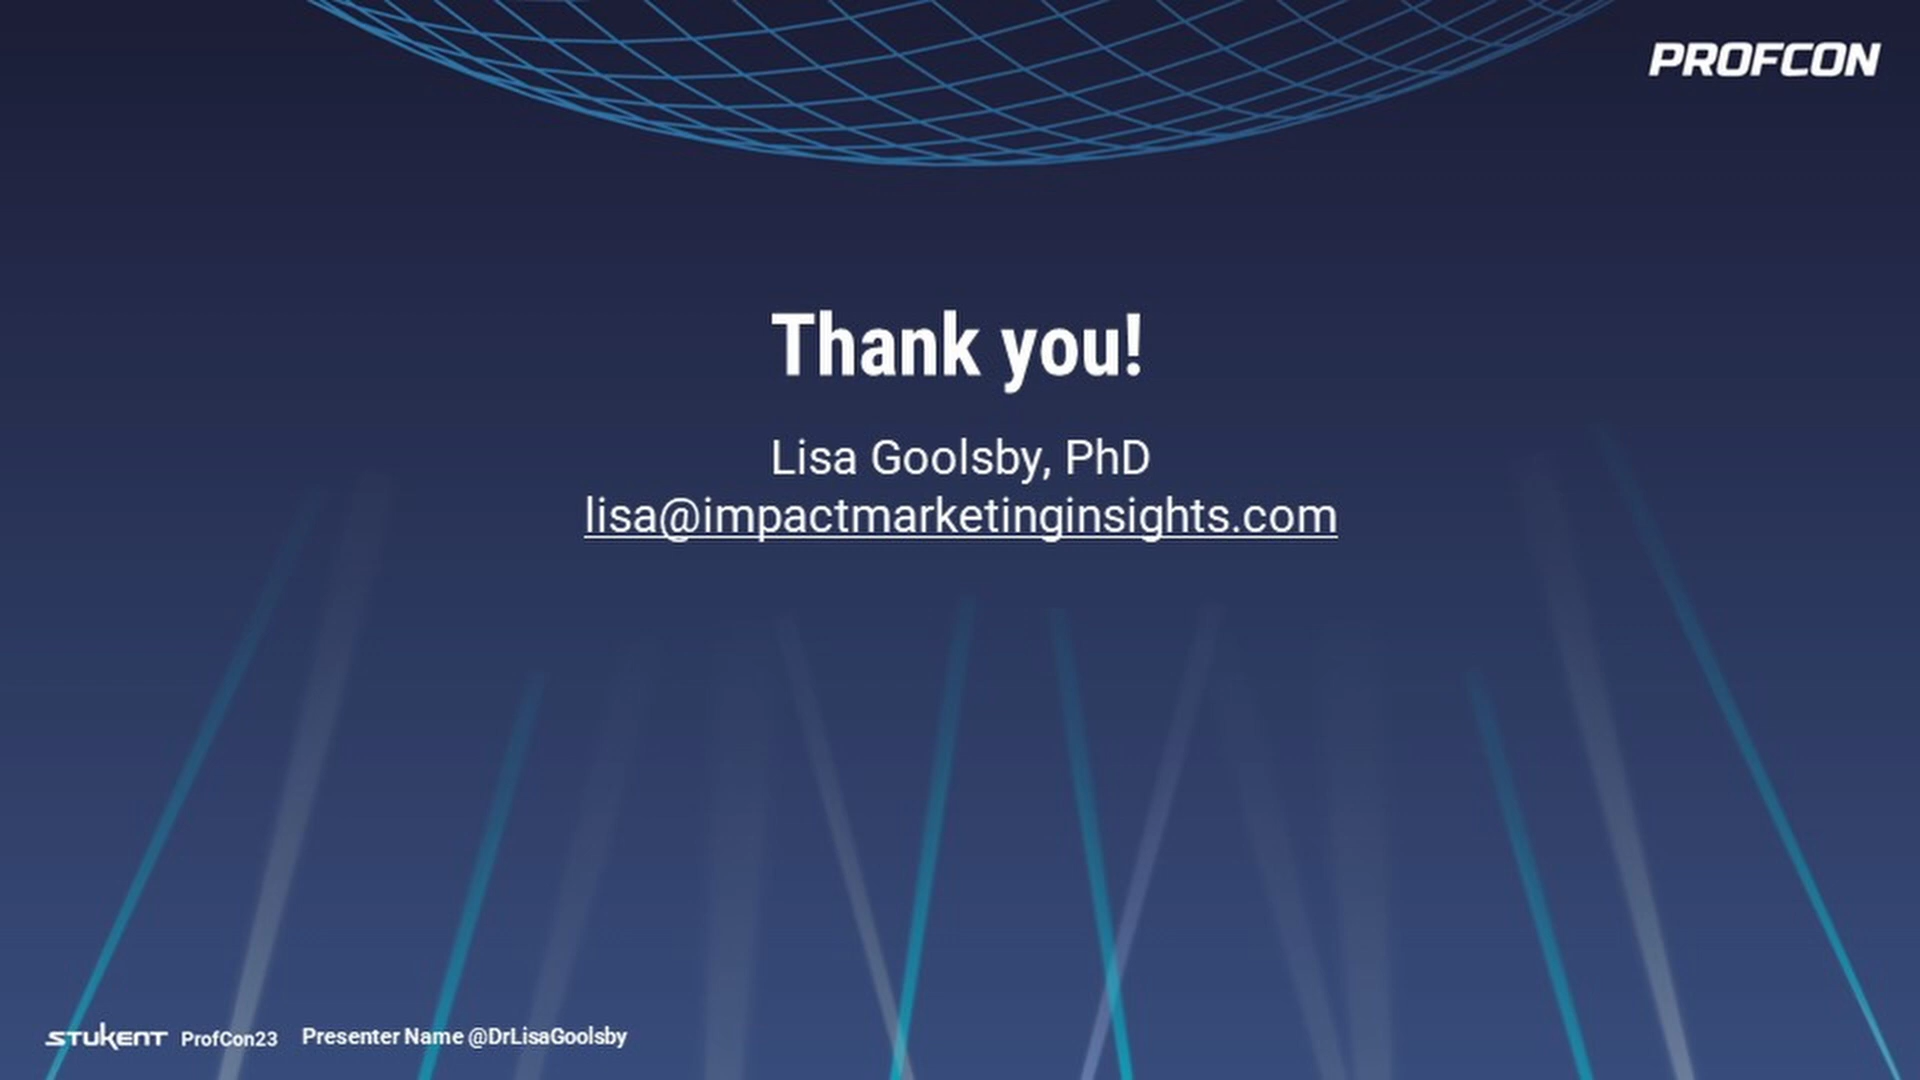 PROFCON
Thank you!
Lisa Goolsby, PhD
lisa@impactmarketinginsights.com
STUKENT ProfCon23 Presenter Name @DrLisaGoolsby